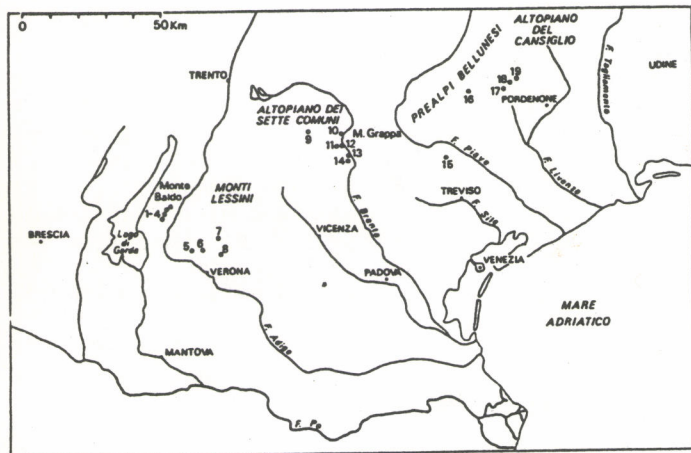 0 50 Km
ALTOPIANO
DEL
CANSIGLIO
F. Tagliamento
UDINE
TRENTO
PREALPI BELLUNESI
19
18
17
16
PORDENONE
ALTOPIANO DEI
SETTE COMUNI
10
M. Grappa
9
11
12
13
14
F. Piave
15
F. Livenza
Monte
Baldo
1-4
MONTI
LESSINI
TREVISO
F. Sile
BRESCIA
Lago
di
Garda
7
5
6
8
VICENZA
F. Brenta
VERONA
PADOVA
VENEZIA
MARE
ADRIATICO
MANTOVA
F. Adige
F. Po